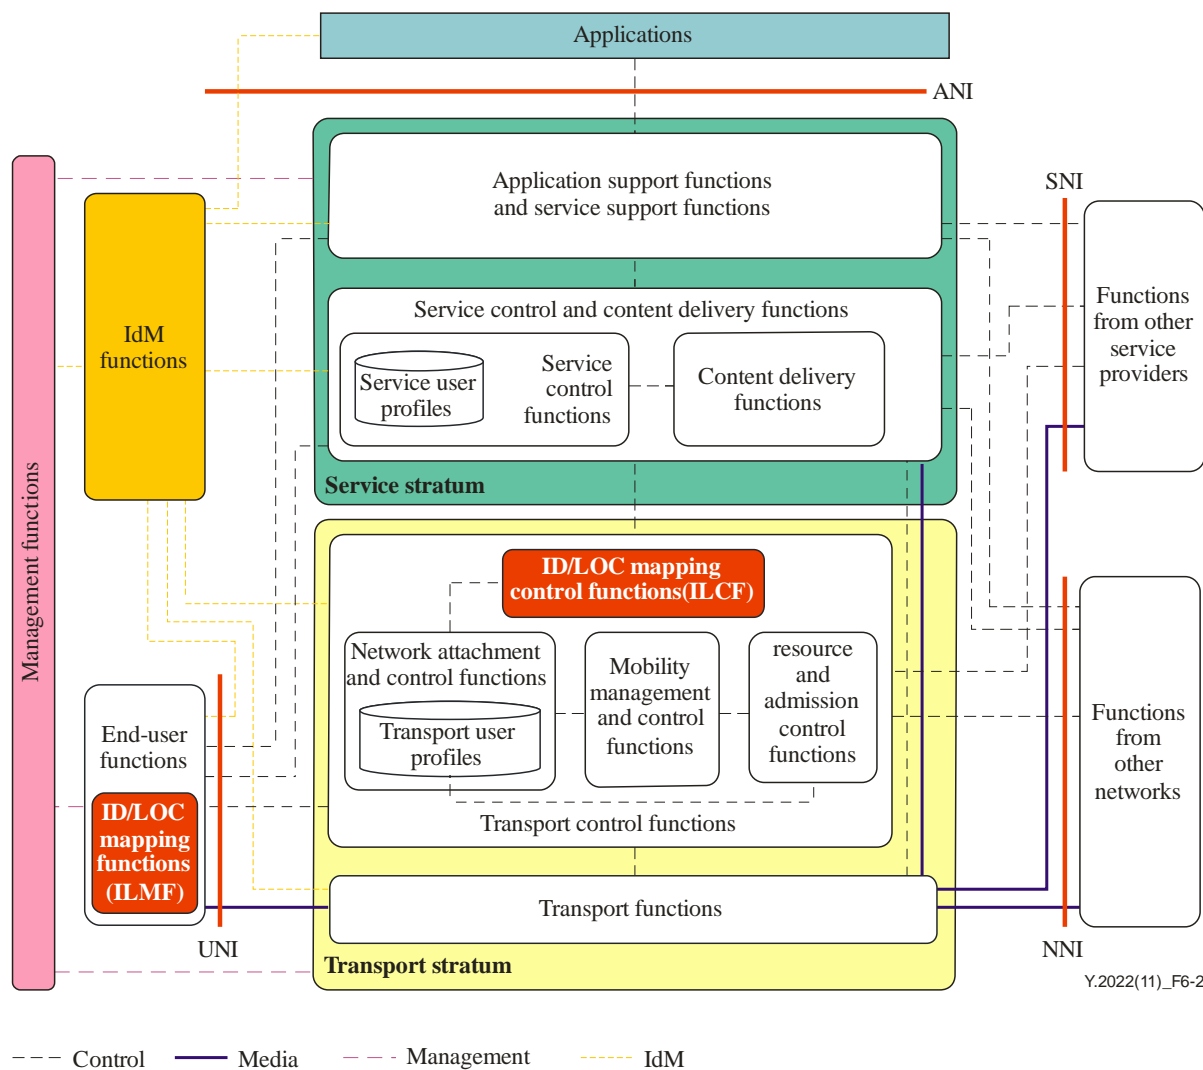 Applications
ANI
Application support functions
and service support functions
SNI
Functions
from other
service
providers
IdM
functions
Service control and content delivery functions
Service user
profiles
Service
control
functions
Content delivery
functions
Service stratum
Management functions
ID/LOC mapping
control functions(ILCF)
Network attachment
and control functions
Transport user
profiles
Mobility
management
and control
functions
resource
and
admission
control
functions
Transport control functions
End-user
functions
ID/LOC
mapping
functions
(ILMF)
UNI
Functions
from
other
networks
Transport functions
Transport stratum
NNI
Y.2022(11)_F6-2
Control
Media
Management
IdM